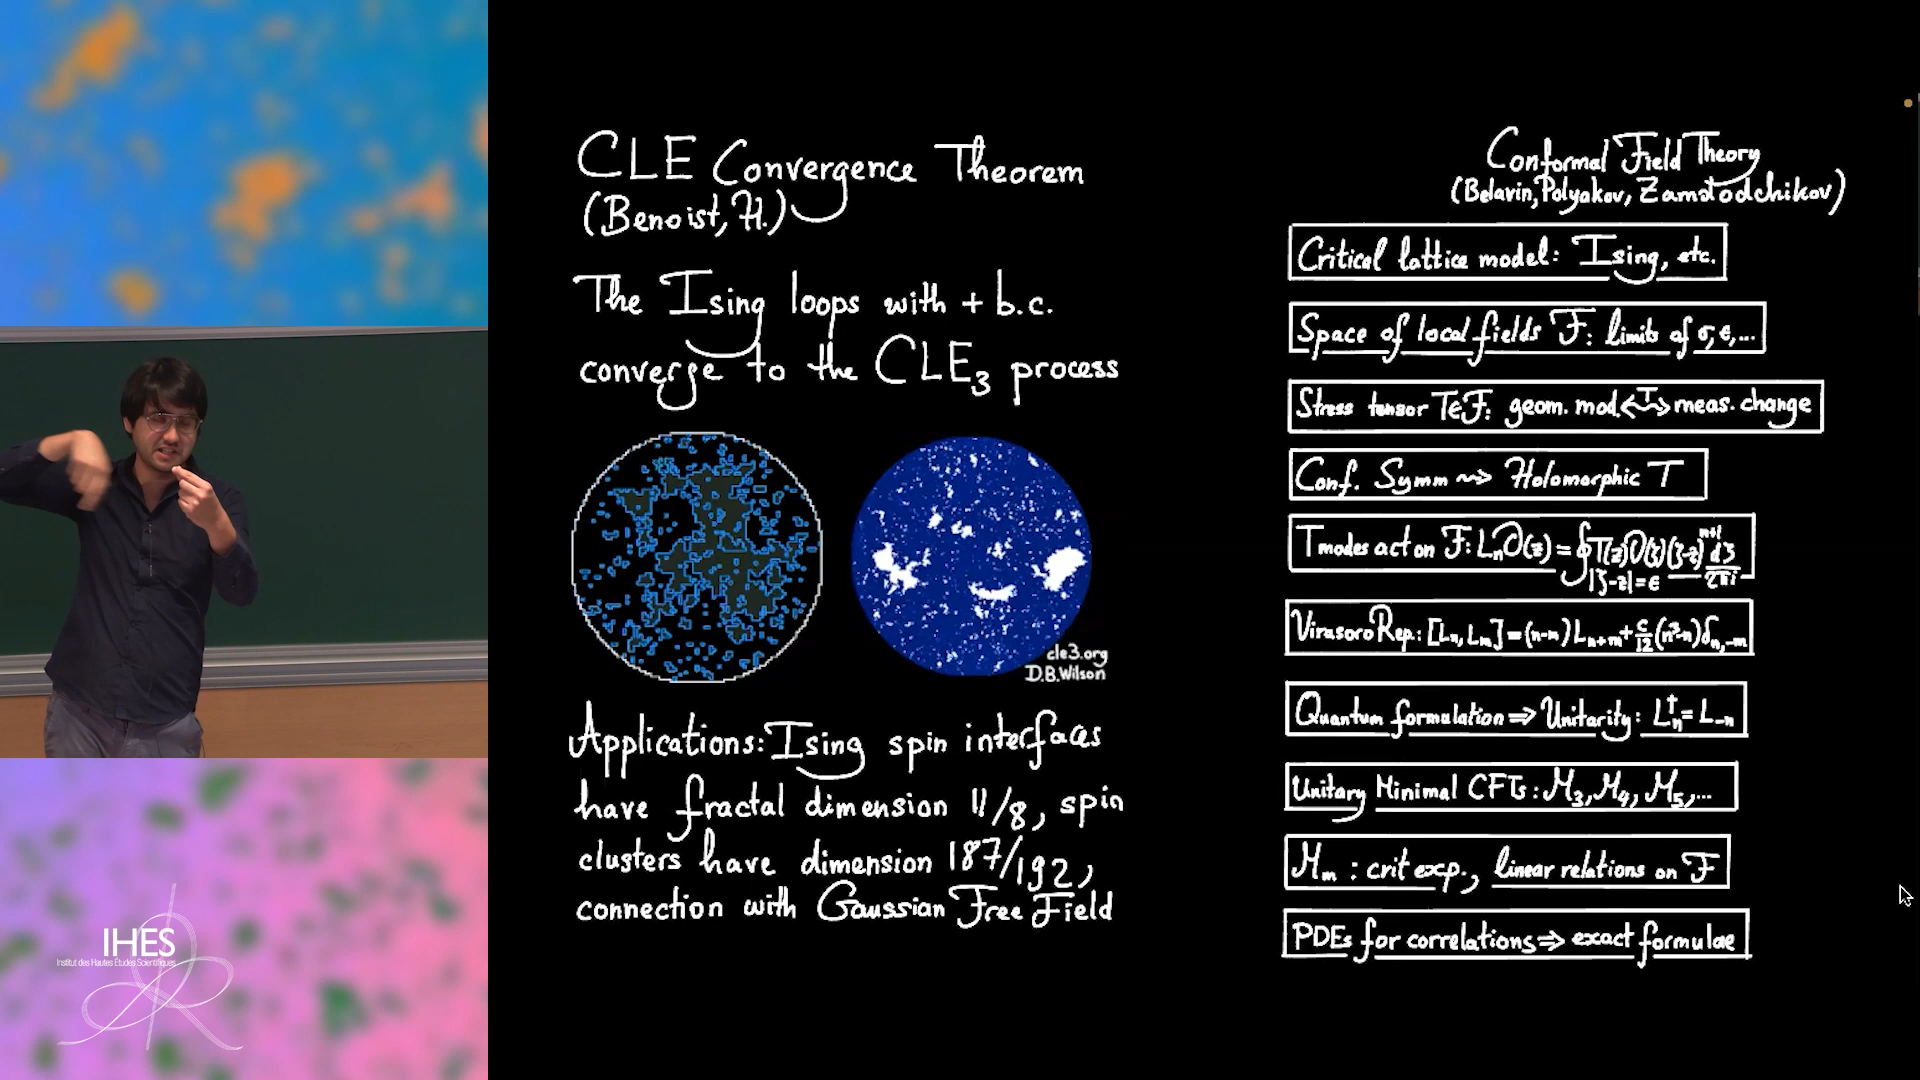 CLE Convergence Theorem
(Benoist, H.)
The Ising loops with + b.c.
converge to the CLE₃ process
cle3.org
D.B.Wilson
Applications: Ising spin interfaces
have fractal dimension 11/8, spin
clusters have dimension 187/192,
connection with Gaussian Free Field
Conformal Field Theory
(Belavin, Polyakov, Zamolodchikov)
Critical lattice model: Ising, etc.
Space of local fields F: limits of σ, ε, ...
Stress tensor T∈F: geom. mod. <-T-> meas. change
Conf. Symm ⇝ Holomorphic T
T modes act on F: LₙO(z) = ∮ T(z)O(ζ)(ζ-z)ⁿ⁺¹ dζ/2πi
|ζ-z|=ϵ
Virasoro Rep.: [Lₙ, Lₘ] = (n-m) Lₙ₊ₘ + c/12 (n³-n) δₙ,₋ₘ
Quantum formulation ⇒ Unitarity: Lₙ† = L₋ₙ
Unitary Minimal CFTs: M₃, M₄, M₅, ...
Mₘ : crit exp., linear relations on F
PDEs for correlations ⇒ exact formulae
IHES
Institut des Hautes Études Scientifiques